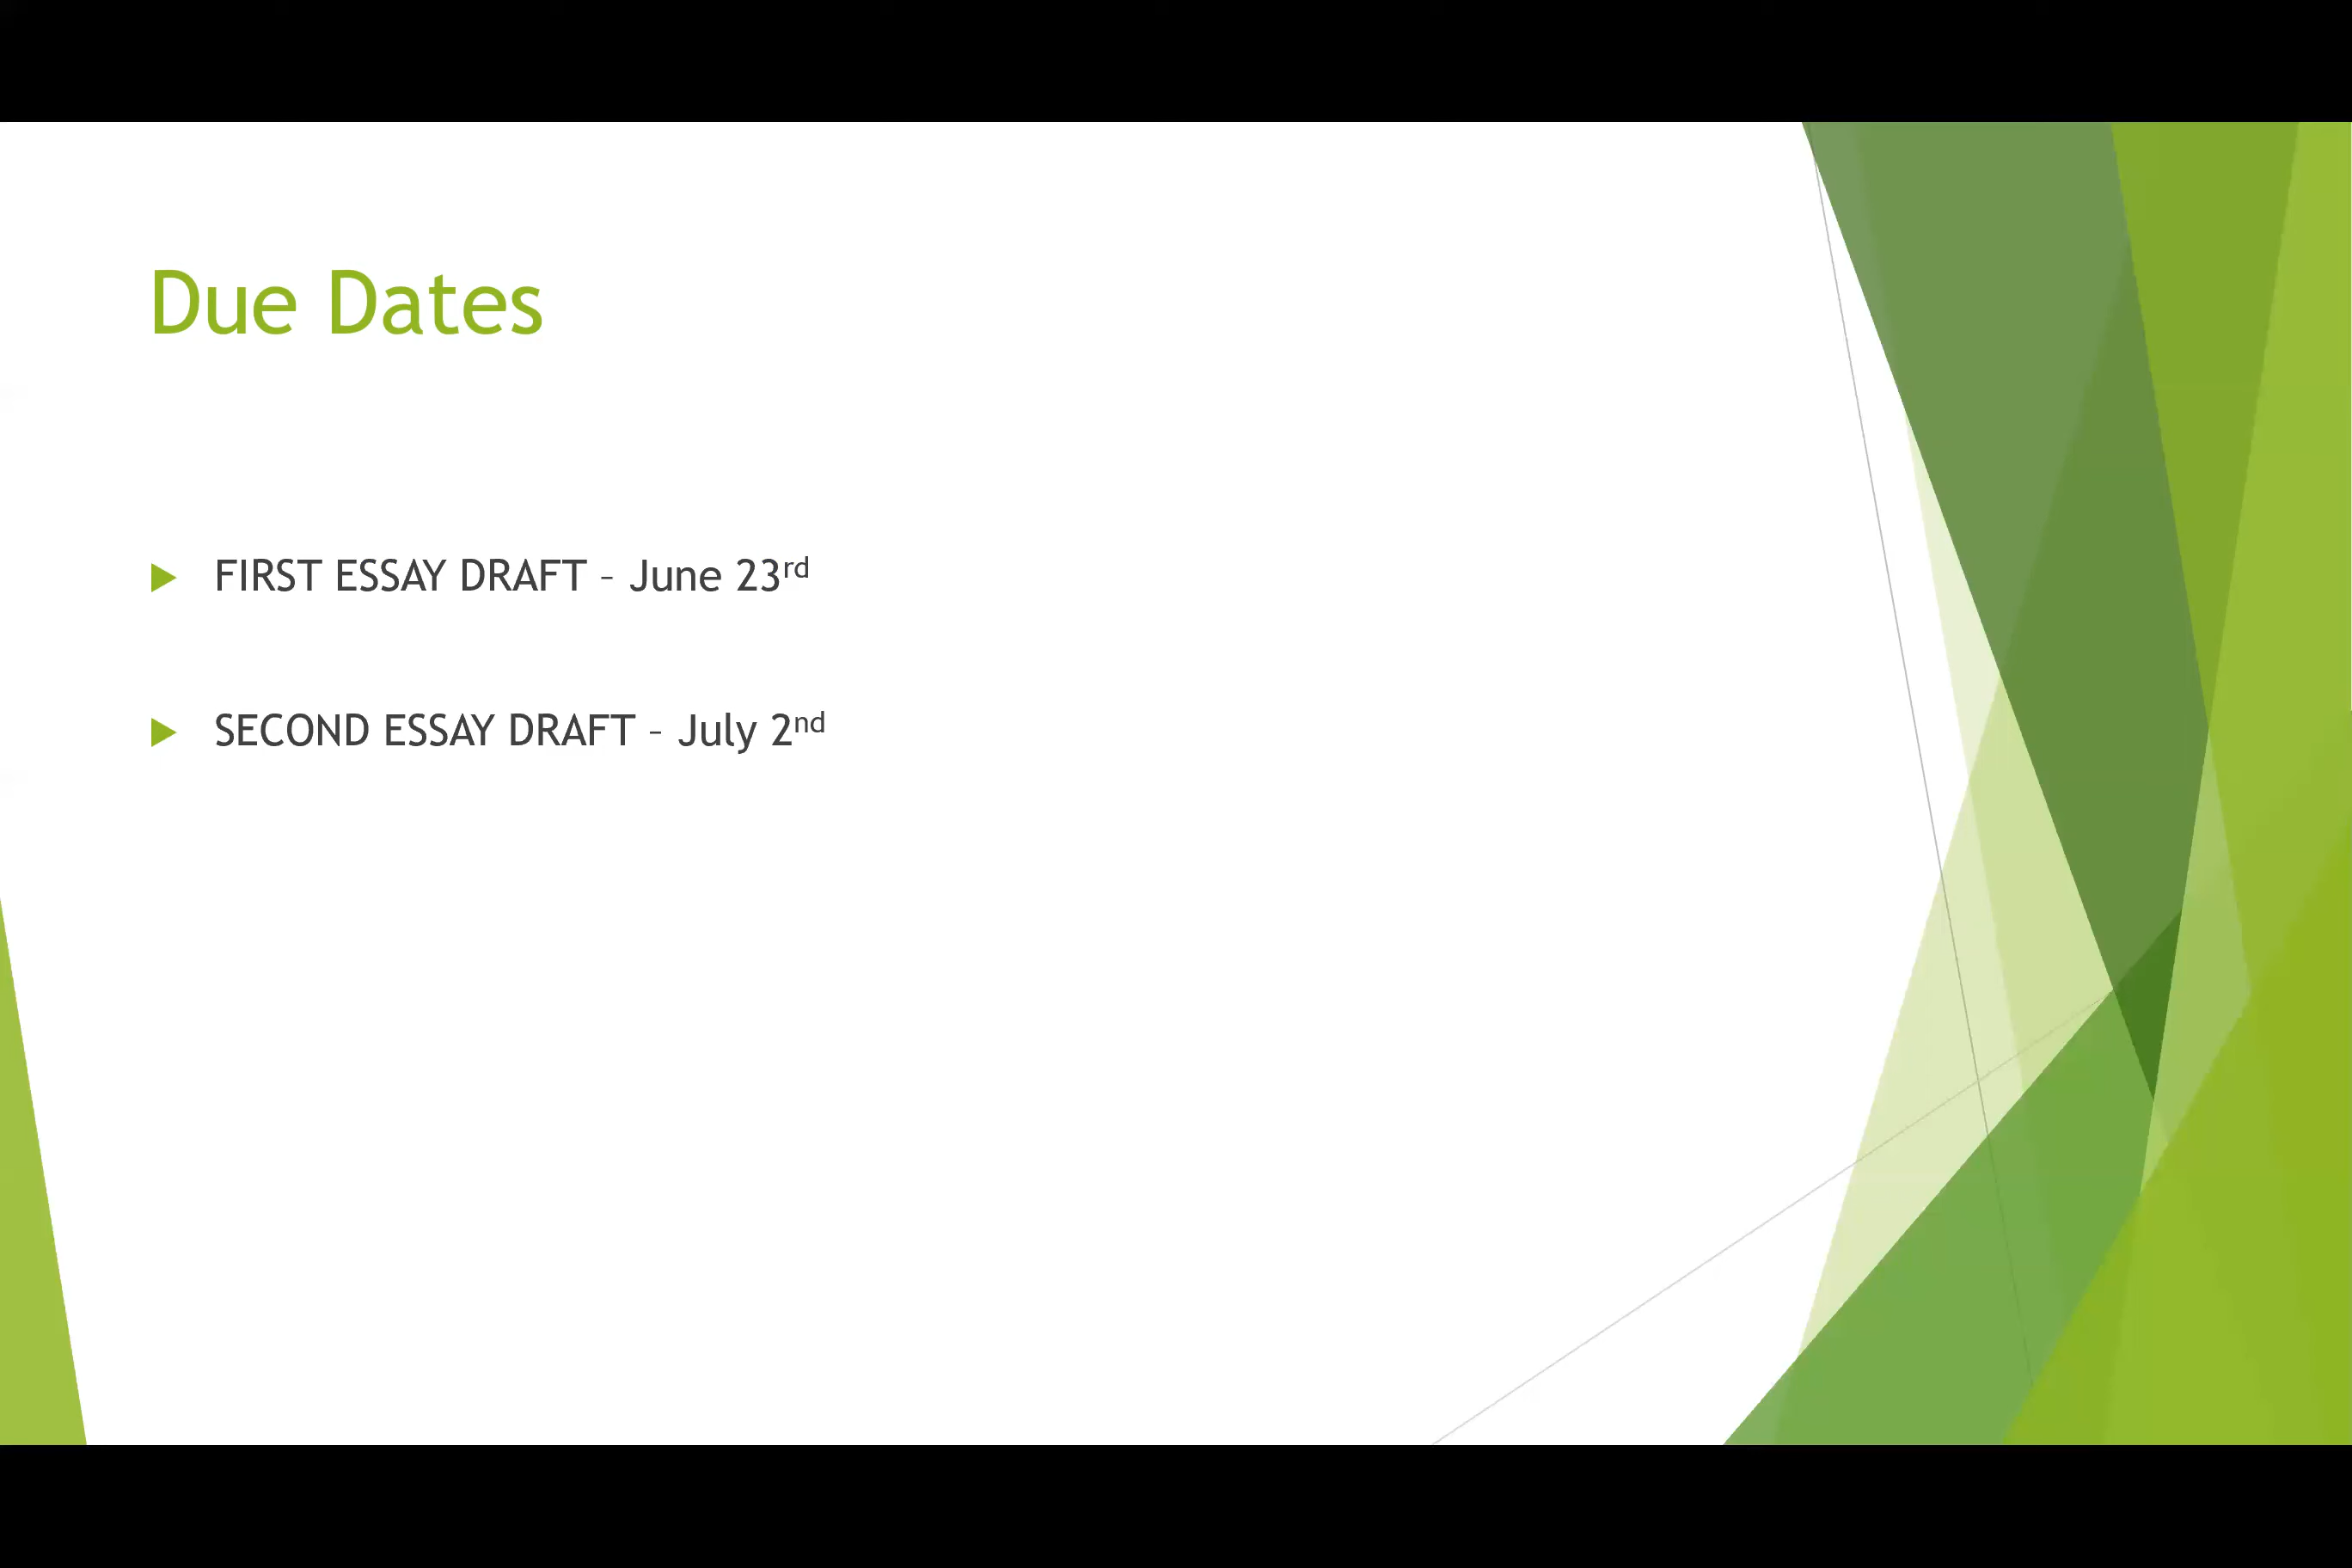 Due Dates
FIRST ESSAY DRAFT – June 23rd
SECOND ESSAY DRAFT – July 2nd